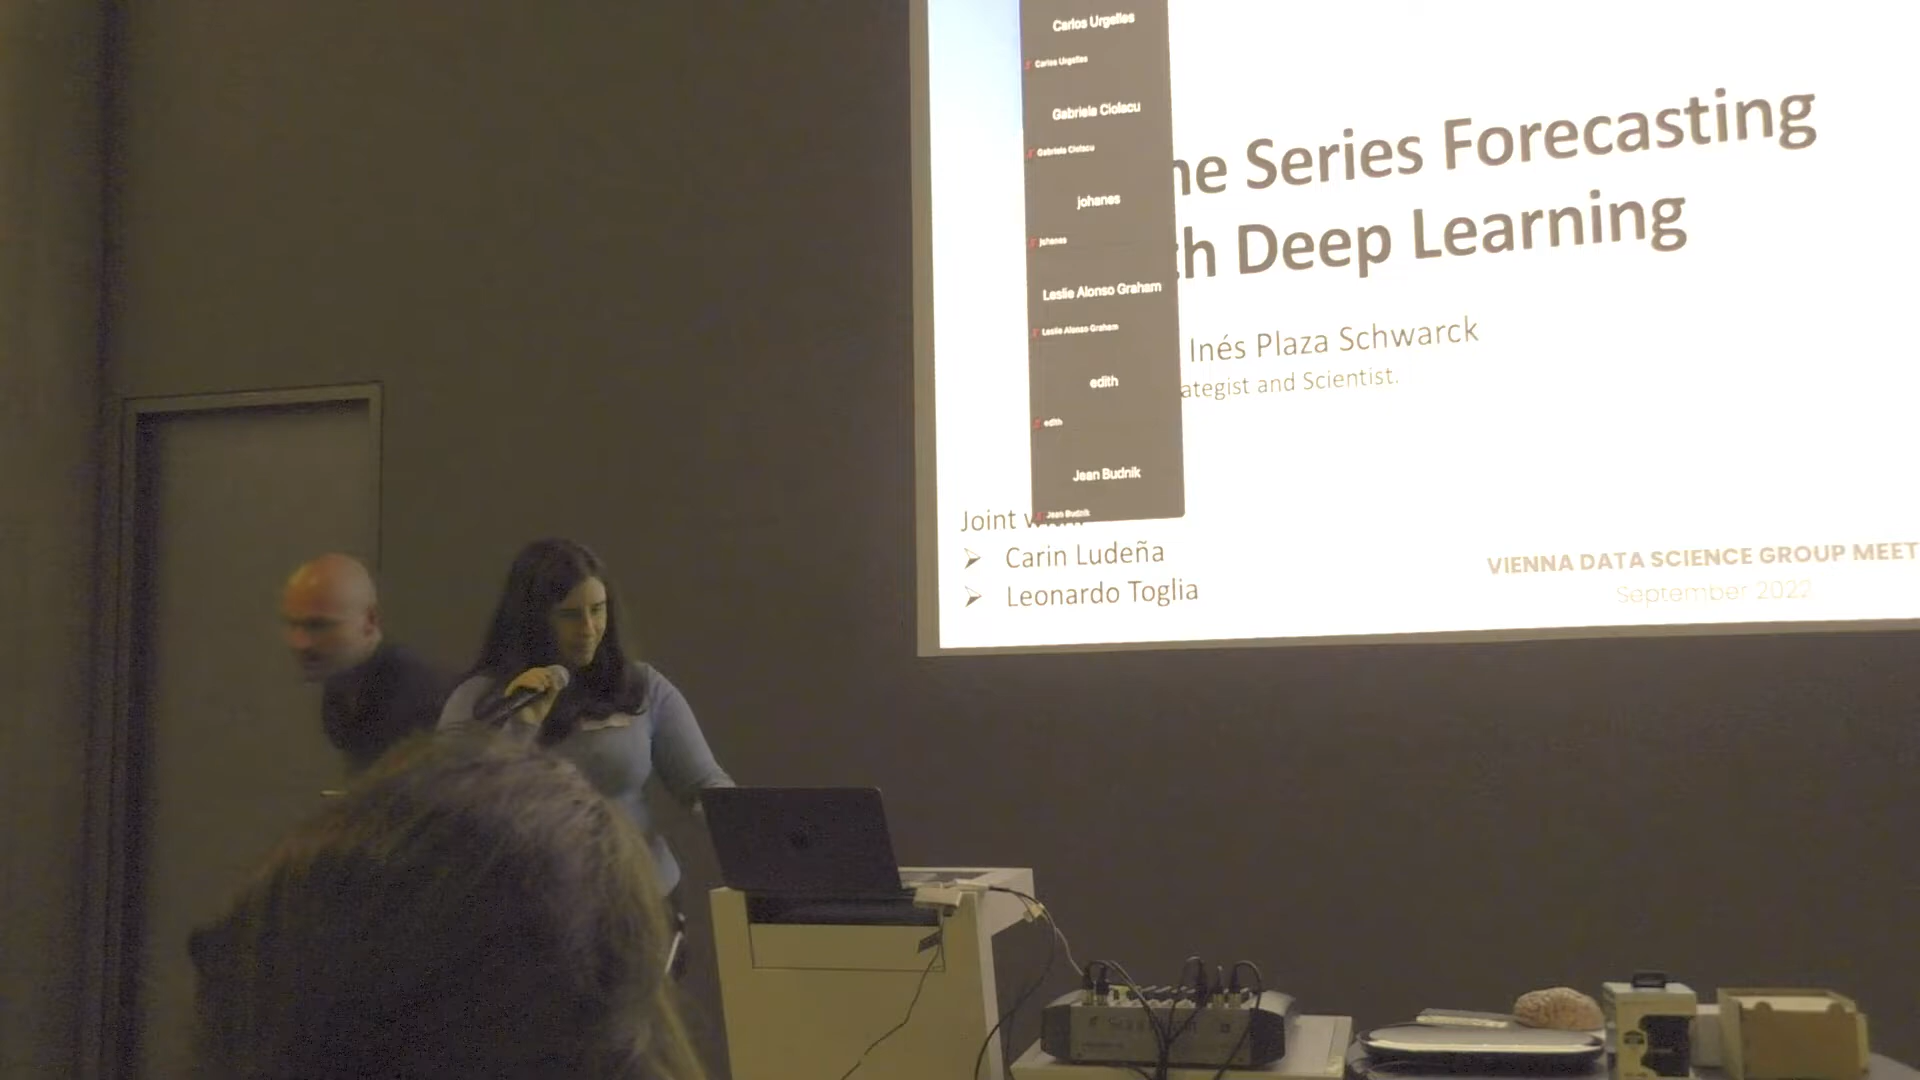 Carlos Urgelles
Carlos Urgelles
Gabriela Ciolacu
Gabriela Ciolacu
johanes
johanes
Leslie Alonso Graham
Leslie Alonso Graham
edith
edith
Jean Budnik
Jean Budnik
ne Series Forecasting
h Deep Learning
Inés Plaza Schwarck
ategist and Scientist.
Joint
➢ Carin Ludeña
➢ Leonardo Toglia
VIENNA DATA SCIENCE GROUP MEET
September 2022